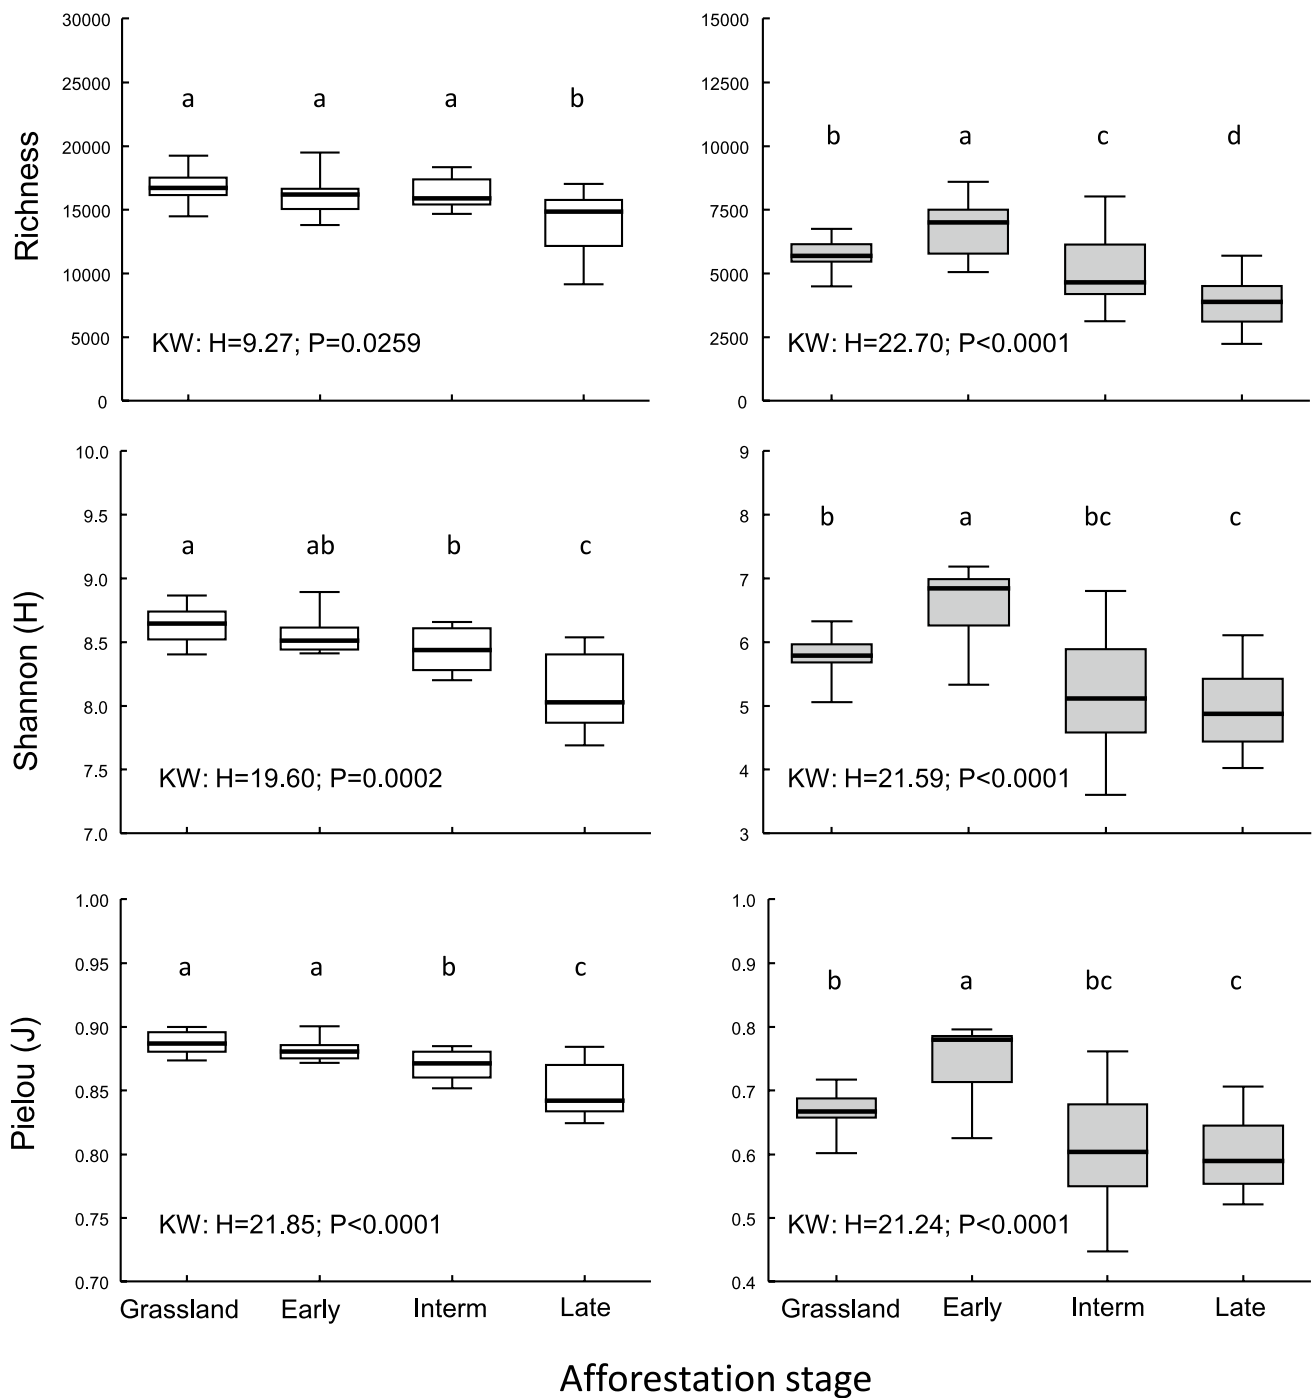 30000
25000
20000
15000
10000
5000
0
Richness
a a a b
KW: H=9.27; P=0.0259
15000
12500
10000
7500
5000
2500
0
b a c d
KW: H=22.70; P<0.0001
10.0
9.5
9.0
8.5
8.0
7.5
7.0
Shannon (H)
a ab b c
KW: H=19.60; P=0.0002
9
8
7
6
5
4
3
b a bc c
KW: H=21.59; P<0.0001
1.00
0.95
0.90
0.85
0.80
0.75
0.70
Pielou (J)
a a b c
KW: H=21.85; P<0.0001
Grassland Early Interm Late
1.0
0.9
0.8
0.7
0.6
0.5
0.4
b a bc c
KW: H=21.24; P<0.0001
Grassland Early Interm Late
Afforestation stage